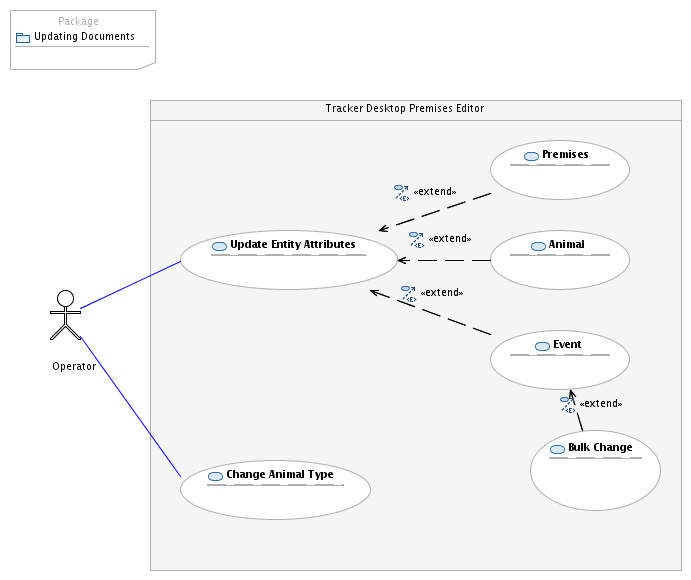 Package
Updating Documents
Tracker Desktop Premises Editor
Premises
«extend»
Update Entity Attributes
«extend»
Animal
«extend»
Event
Operator
«extend»
Bulk Change
Change Animal Type